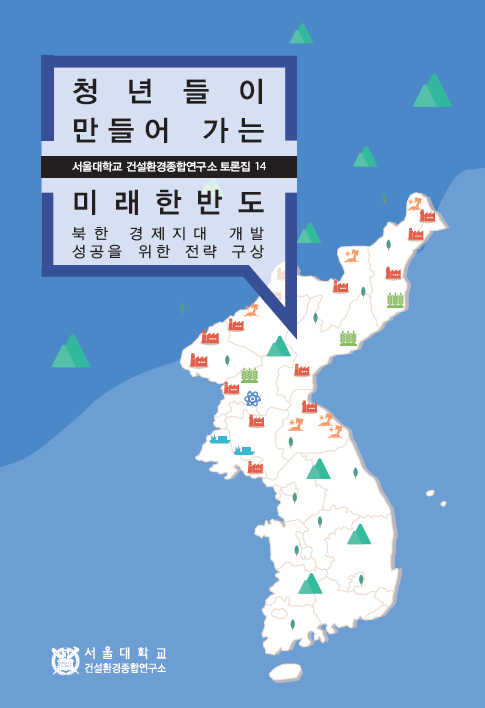 청년들이
만들어 가는
서울대학교 건설환경종합연구소 토론집 14
미래한반도
북한 경제지대 개발
성공을 위한 전략 구상
서울대학교
건설환경종합연구소